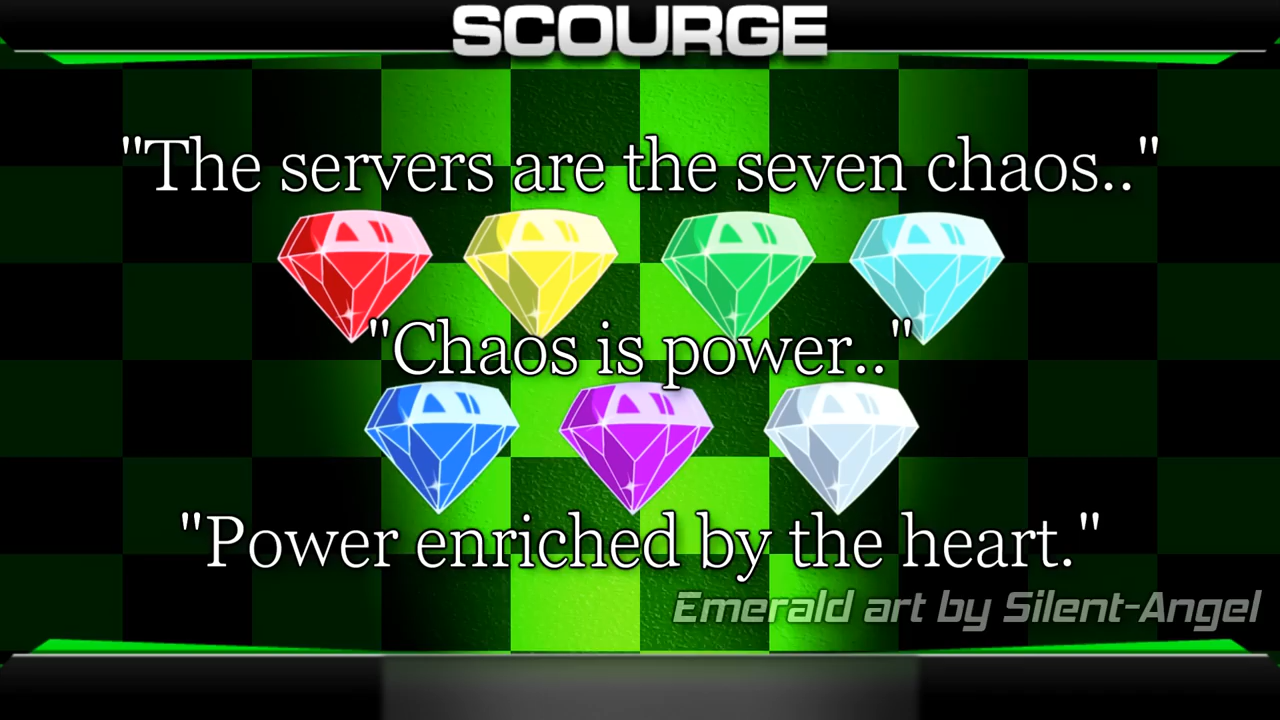 SCOURGE
"The servers are the seven chaos.."
"Chaos is power.."
"Power enriched by the heart."
Emerald art by Silent-Angel